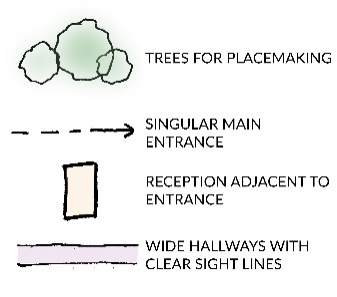 TREES FOR PLACEMAKING
SINGULAR MAIN
ENTRANCE
RECEPTION ADJACENT TO
ENTRANCE
WIDE HALLWAYS WITH
CLEAR SIGHT LINES